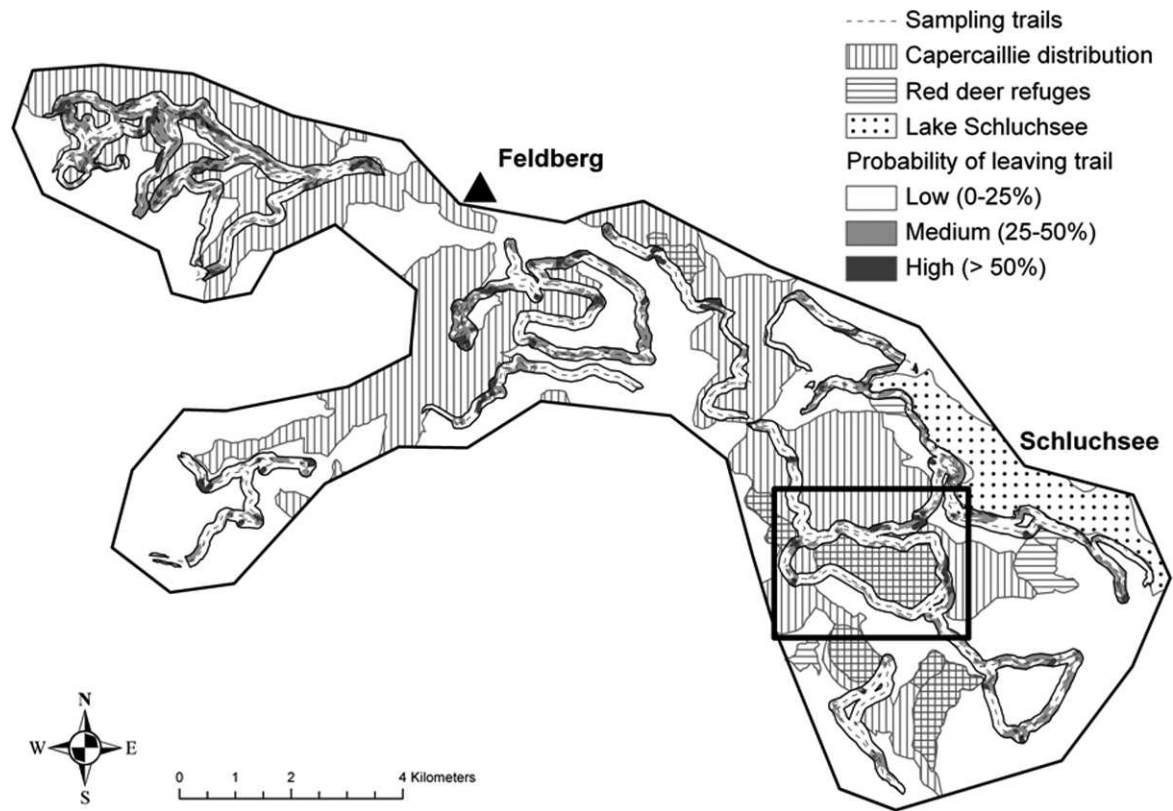 Sampling trails
Capercaillie distribution
Red deer refuges
Lake Schluchsee
Probability of leaving trail
Low (0-25%)
Medium (25-50%)
High (> 50%)
Feldberg
Schluchsee
N
W E
S
0 1 2 4 Kilometers